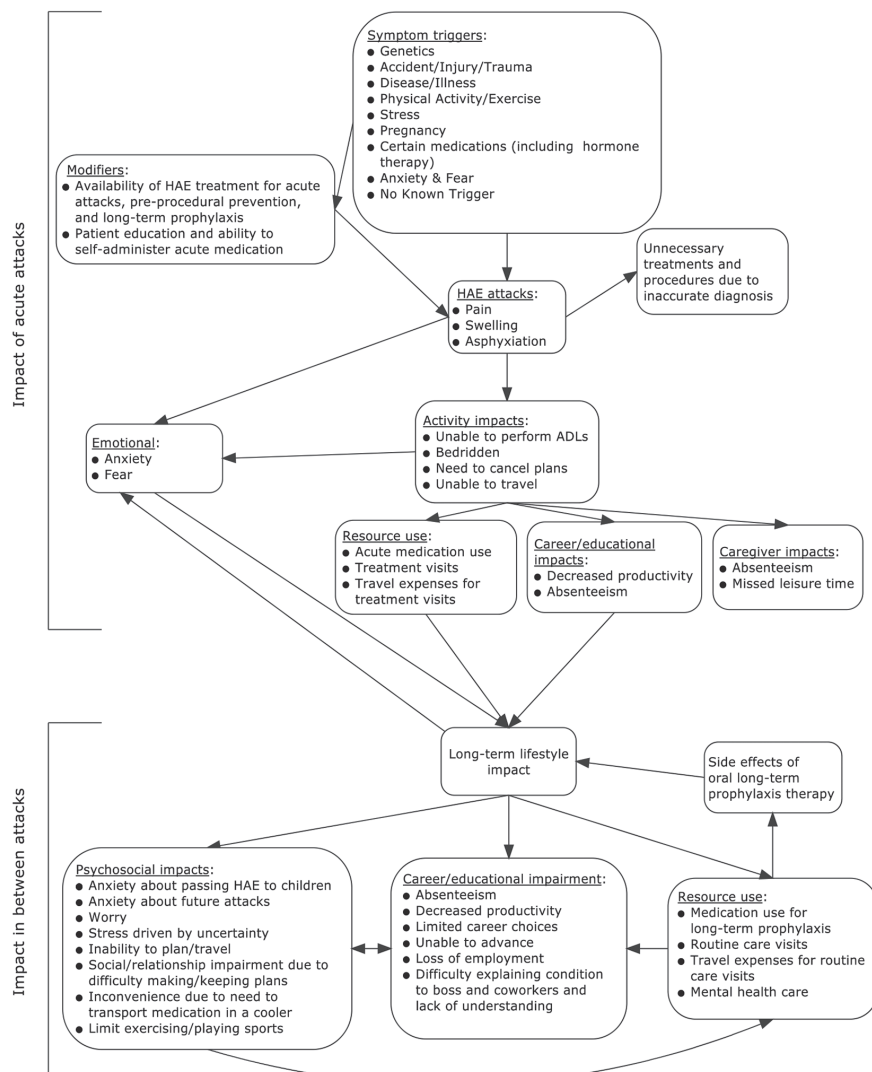 Impact of acute attacks
Symptom triggers:
● Genetics
● Accident/Injury/Trauma
● Disease/Illness
● Physical Activity/Exercise
● Stress
● Pregnancy
● Certain medications (including hormone
therapy)
● Anxiety & Fear
● No Known Trigger
Modifiers:
● Availability of HAE treatment for acute
attacks, pre-procedural prevention,
and long-term prophylaxis
● Patient education and ability to
self-administer acute medication
Unnecessary
treatments and
procedures due to
inaccurate diagnosis
HAE attacks:
● Pain
● Swelling
● Asphyxiation
Emotional:
● Anxiety
● Fear
Activity impacts:
● Unable to perform ADLs
● Bedridden
● Need to cancel plans
● Unable to travel
Resource use:
● Acute medication use
● Treatment visits
● Travel expenses for
treatment visits
Career/educational
impacts:
● Decreased productivity
● Absenteeism
Caregiver impacts:
● Absenteeism
● Missed leisure time
Impact in between attacks
Long-term lifestyle
impact
Side effects of
oral long-term
prophylaxis therapy
Psychosocial impacts:
● Anxiety about passing HAE to children
● Anxiety about future attacks
● Worry
● Stress driven by uncertainty
● Inability to plan/travel
● Social/relationship impairment due to
difficulty making/keeping plans
● Inconvenience due to need to
transport medication in a cooler
● Limit exercising/playing sports
Career/educational impairment:
● Absenteeism
● Decreased productivity
● Limited career choices
● Unable to advance
● Loss of employment
● Difficulty explaining condition
to boss and coworkers and
lack of understanding
Resource use:
● Medication use for
long-term prophylaxis
● Routine care visits
● Travel expenses for routine
care visits
● Mental health care